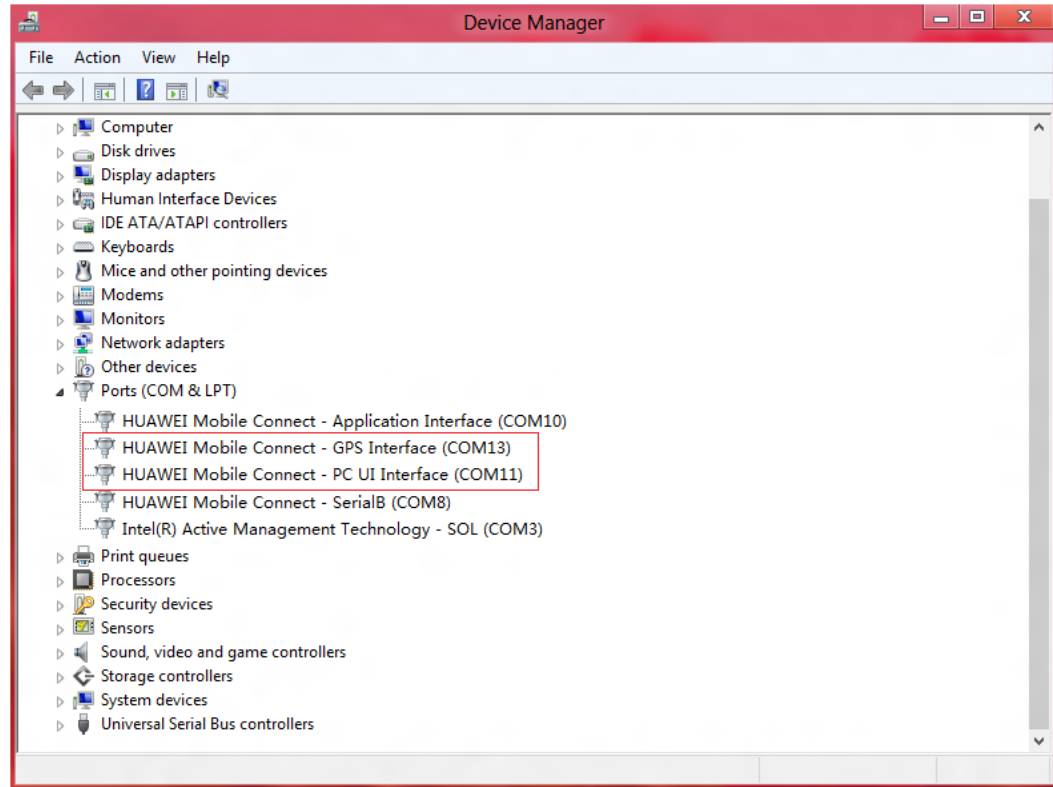 Device Manager
File Action View Help
Computer
Disk drives
Display adapters
Human Interface Devices
IDE ATA/ATAPI controllers
Keyboards
Mice and other pointing devices
Modems
Monitors
Network adapters
Other devices
Ports (COM & LPT)
HUAWEI Mobile Connect - Application Interface (COM10)
HUAWEI Mobile Connect - GPS Interface (COM13)
HUAWEI Mobile Connect - PC UI Interface (COM11)
HUAWEI Mobile Connect - SerialB (COM8)
Intel(R) Active Management Technology - SOL (COM3)
Print queues
Processors
Security devices
Sensors
Sound, video and game controllers
Storage controllers
System devices
Universal Serial Bus controllers